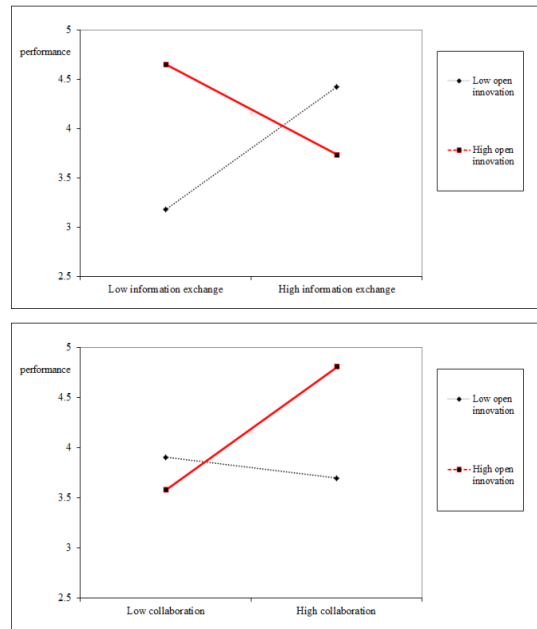 5
performance
4.5
4
3.5
3
2.5
Low information exchange
High information exchange
Low open
innovation
High open
innovation
5
performance
4.5
4
3.5
3
2.5
Low collaboration
High collaboration
Low open
innovation
High open
innovation